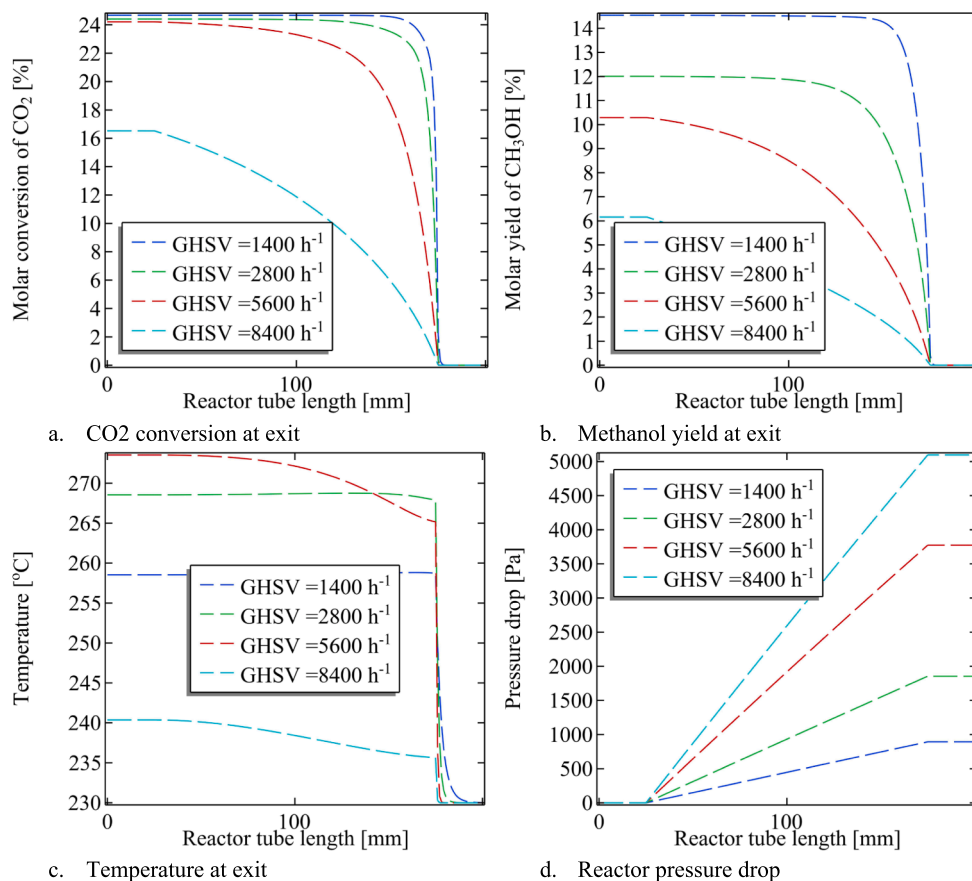 24
22
20
18
16
14
12
10
8
6
4
2
0
Molar conversion of CO₂ [%]
GHSV =1400 h⁻¹
GHSV =2800 h⁻¹
GHSV =5600 h⁻¹
GHSV =8400 h⁻¹
0 100
Reactor tube length [mm]
a. CO2 conversion at exit
14
13
12
11
10
9
8
7
6
5
4
3
2
1
0
Molar yield of CH₃OH [%]
GHSV =1400 h⁻¹
GHSV =2800 h⁻¹
GHSV =5600 h⁻¹
GHSV =8400 h⁻¹
0 100
Reactor tube length [mm]
b. Methanol yield at exit
270
265
260
255
250
245
240
235
230
Temperature [°C]
GHSV =1400 h⁻¹
GHSV =2800 h⁻¹
GHSV =5600 h⁻¹
GHSV =8400 h⁻¹
0 100
Reactor tube length [mm]
c. Temperature at exit
5000
4500
4000
3500
3000
2500
2000
1500
1000
500
0
Pressure drop [Pa]
GHSV =1400 h⁻¹
GHSV =2800 h⁻¹
GHSV =5600 h⁻¹
GHSV =8400 h⁻¹
0 100
Reactor tube length [mm]
d. Reactor pressure drop